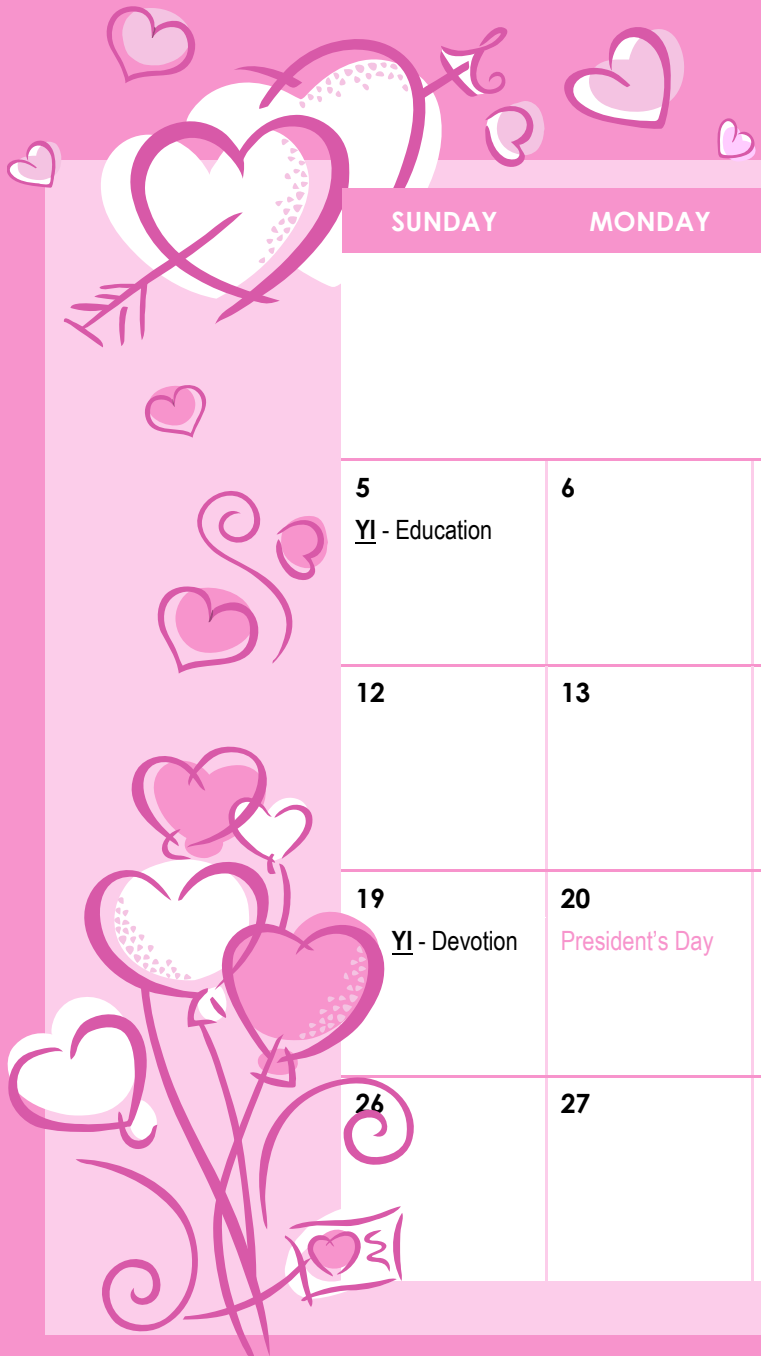 SUNDAY MONDAY
5 6
YI - Education
12 13
19 20
YI - Devotion President's Day
26 27